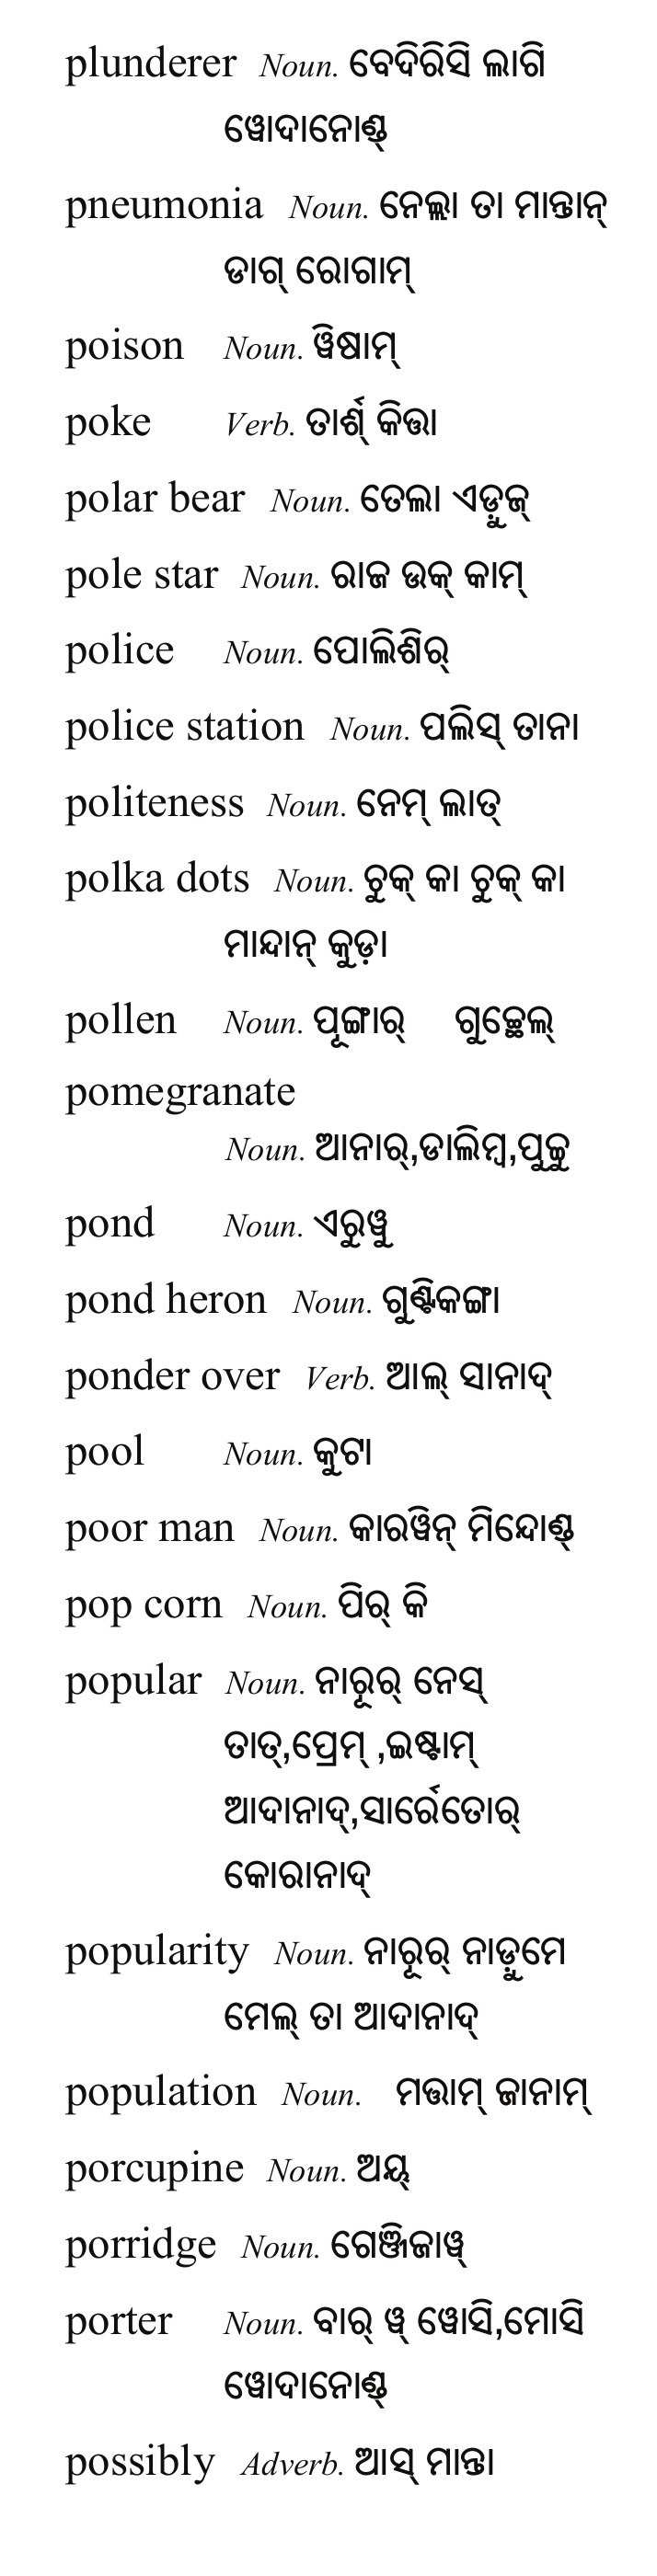 plunderer Noun. ବେଦିରିସି ଲାଗି
ୱୋଦାନୋଣ୍ଡ୍
pneumonia Noun. ନେଲ୍ଲା ତା ମାନ୍ତାନ୍
ଡାଗ୍ ରୋଗାମ୍
poison Noun. ୱିଷାମ୍
poke Verb. ତାର୍ଶ୍ କିତ୍ତା
polar bear Noun. ତେଲା ଏଡ଼ୁଜ୍
pole star Noun. ରାଜ ଉକ୍ କାମ୍
police Noun. ପୋଲିଶିର୍
police station Noun. ପଲିସ୍ ତାନା
politeness Noun. ନେମ୍ ଲାତ୍
polka dots Noun. ଚୁକ୍ କା ଚୁକ୍ କା
ମାନ୍ଦାନ୍ କୁଡ଼ା
pollen Noun. ପୂଙ୍ଗାର୍ ଗୁଚ୍ଛେଲ୍
pomegranate
Noun. ଆନାର୍,ଡାଲିମ୍ବ,ପୁଚ୍ଚୁ
pond Noun. ଏରୁୱୁ
pond heron Noun. ଗୁଣ୍ଟିକଙ୍ଗା
ponder over Verb. ଆଲ୍ ସାନାଦ୍
pool Noun. କୁଟା
poor man Noun. କାରୱିନ୍ ମିନ୍ଦୋଣ୍ଡ୍
pop corn Noun. ପିର୍ କି
popular Noun. ନାରୂର୍ ନେସ୍
ତାତ୍,ପ୍ରେମ୍ ,ଇଷ୍ଟାମ୍
ଆଦାନାଦ୍,ସାର୍ରେତୋର୍
କୋରାନାଦ୍
popularity Noun. ନାରୂର୍ ନାଡ଼ୁମେ
ମେଲ୍ ତା ଆଦାନାଦ୍
population Noun. ମତ୍ତାମ୍ ଜାନାମ୍
porcupine Noun. ଅୟ୍
porridge Noun. ଗେଞ୍ଜିଜାୱ୍
porter Noun. ବାର୍ ୱ୍ ୱୋସି,ମୋସି
ୱୋଦାନୋଣ୍ଡ୍
possibly Adverb. ଆସ୍ ମାନ୍ତା